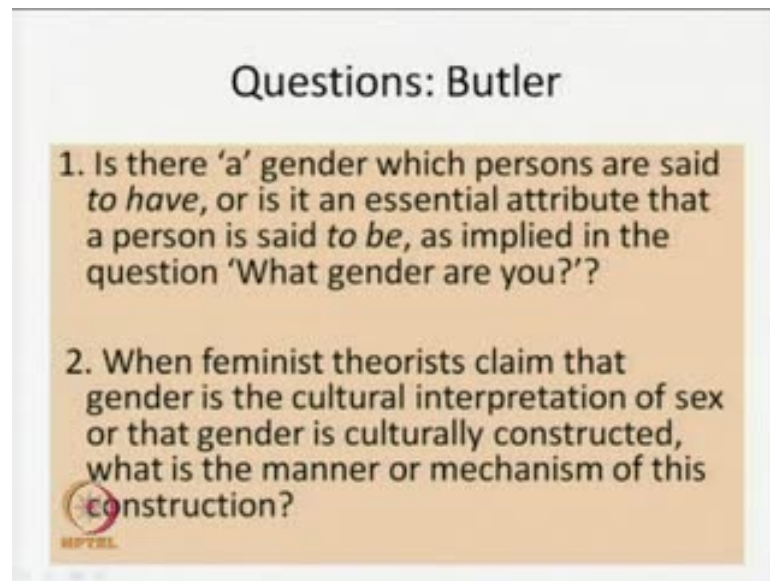 Questions: Butler
1. Is there ‘a’ gender which persons are said
to have, or is it an essential attribute that
a person is said to be, as implied in the
question ‘What gender are you?’?
2. When feminist theorists claim that
gender is the cultural interpretation of sex
or that gender is culturally constructed,
what is the manner or mechanism of this
construction?
NPTEL